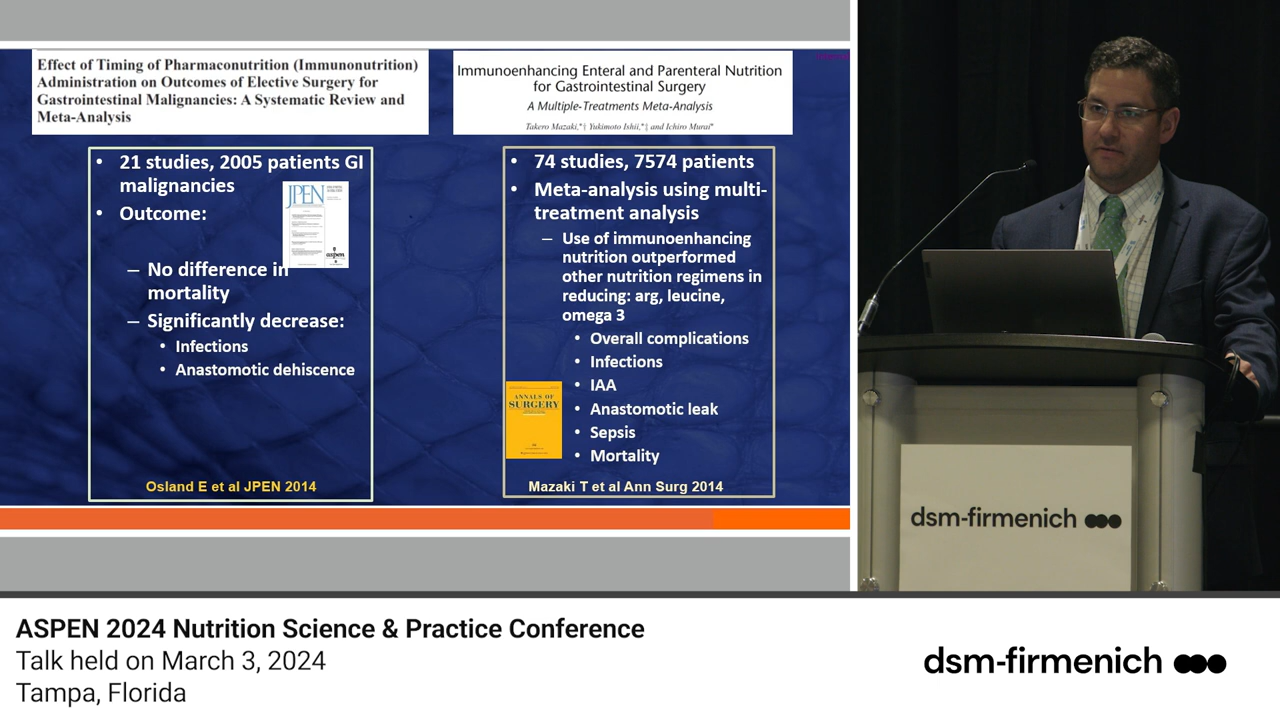 Effect of Timing of Pharmaconutrition (Immunonutrition)
Administration on Outcomes of Elective Surgery for
Gastrointestinal Malignancies: A Systematic Review and
Meta-Analysis
• 21 studies, 2005 patients GI
malignancies
• Outcome:
JPEN
aspen
– No difference in
mortality
– Significantly decrease:
• Infections
• Anastomotic dehiscence
Osland E et al JPEN 2014
Immunoenhancing Enteral and Parenteral Nutrition
for Gastrointestinal Surgery
A Multiple-Treatments Meta-Analysis
Takero Mazaki,*† Yukimoto Ishii,*‡ and Ichiro Murai*
• 74 studies, 7574 patients
• Meta-analysis using multi-
treatment analysis
– Use of immunoenhancing
nutrition outperformed
other nutrition regimens in
reducing: arg, leucine,
omega 3
• Overall complications
• Infections
• IAA
• Anastomotic leak
• Sepsis
• Mortality
ANNALS OF
SURGERY
Mazaki T et al Ann Surg 2014
dsm-firmenich
ASPEN 2024 Nutrition Science & Practice Conference
Talk held on March 3, 2024
Tampa, Florida
dsm-firmenich